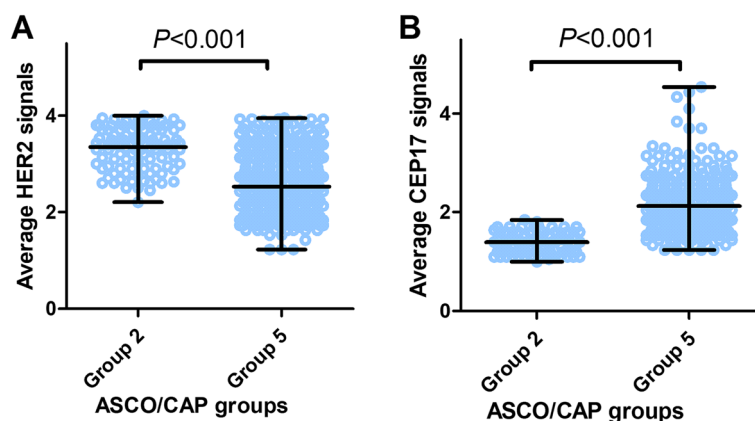 A
P<0.001
Average HER2 signals
4
2
0
Group 2
Group 5
ASCO/CAP groups
B
P<0.001
Average CEP17 signals
4
2
0
Group 2
Group 5
ASCO/CAP groups